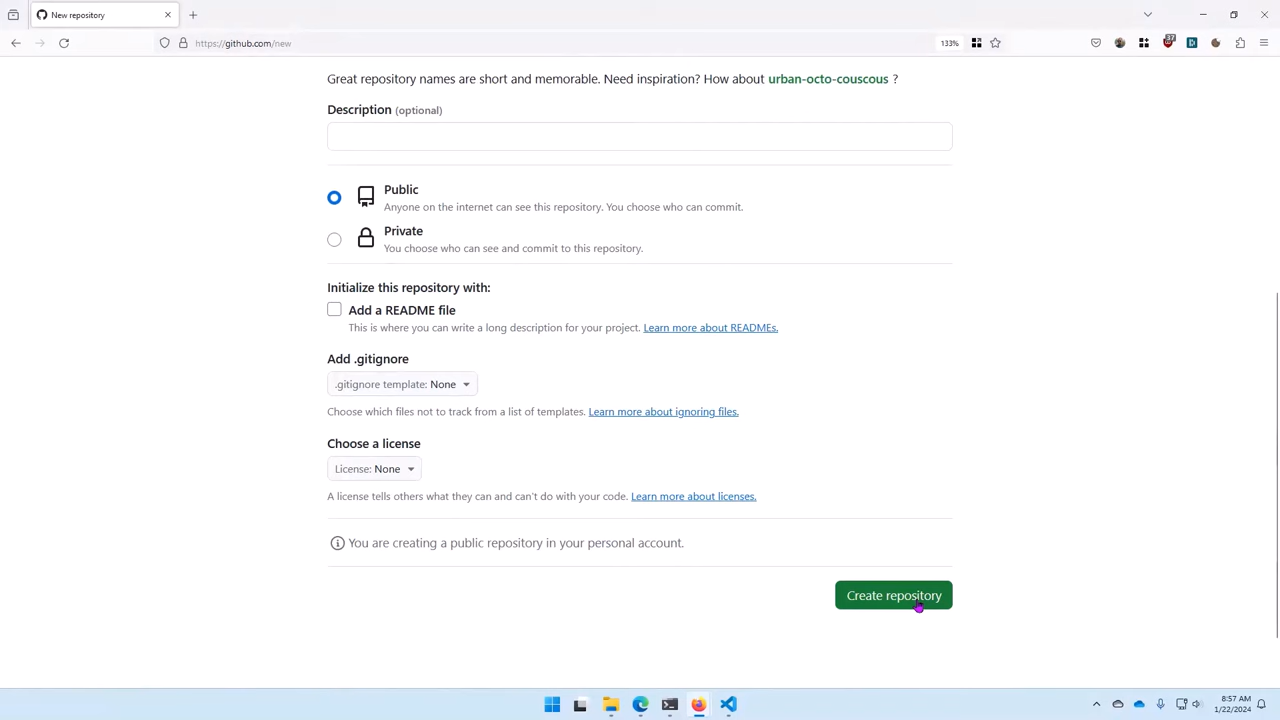 New repository
https://github.com/new
133%
37
Great repository names are short and memorable. Need inspiration? How about urban-octo-couscous ?
Description (optional)
Public
Anyone on the internet can see this repository. You choose who can commit.
Private
You choose who can see and commit to this repository.
Initialize this repository with:
Add a README file
This is where you can write a long description for your project. Learn more about READMEs.
Add .gitignore
.gitignore template: None
Choose which files not to track from a list of templates. Learn more about ignoring files.
Choose a license
License: None
A license tells others what they can and can't do with your code. Learn more about licenses.
You are creating a public repository in your personal account.
Create repository
8:57 AM
1/22/2024